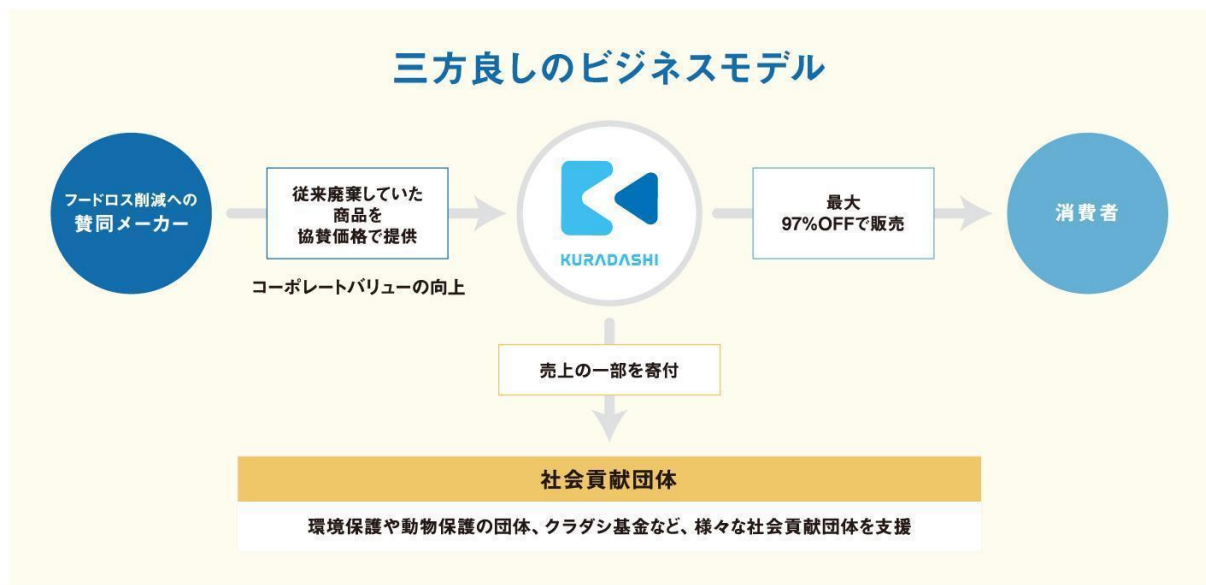 三方良しのビジネスモデル
フードロス削減への
賛同メーカー
従来廃棄していた
商品を
協賛価格で提供
コーポレートバリューの向上
KURADASHI
最大
97%OFFで販売
消費者
売上の一部を寄付
社会貢献団体
環境保護や動物保護の団体、クラダシ基金など、様々な社会貢献団体を支援